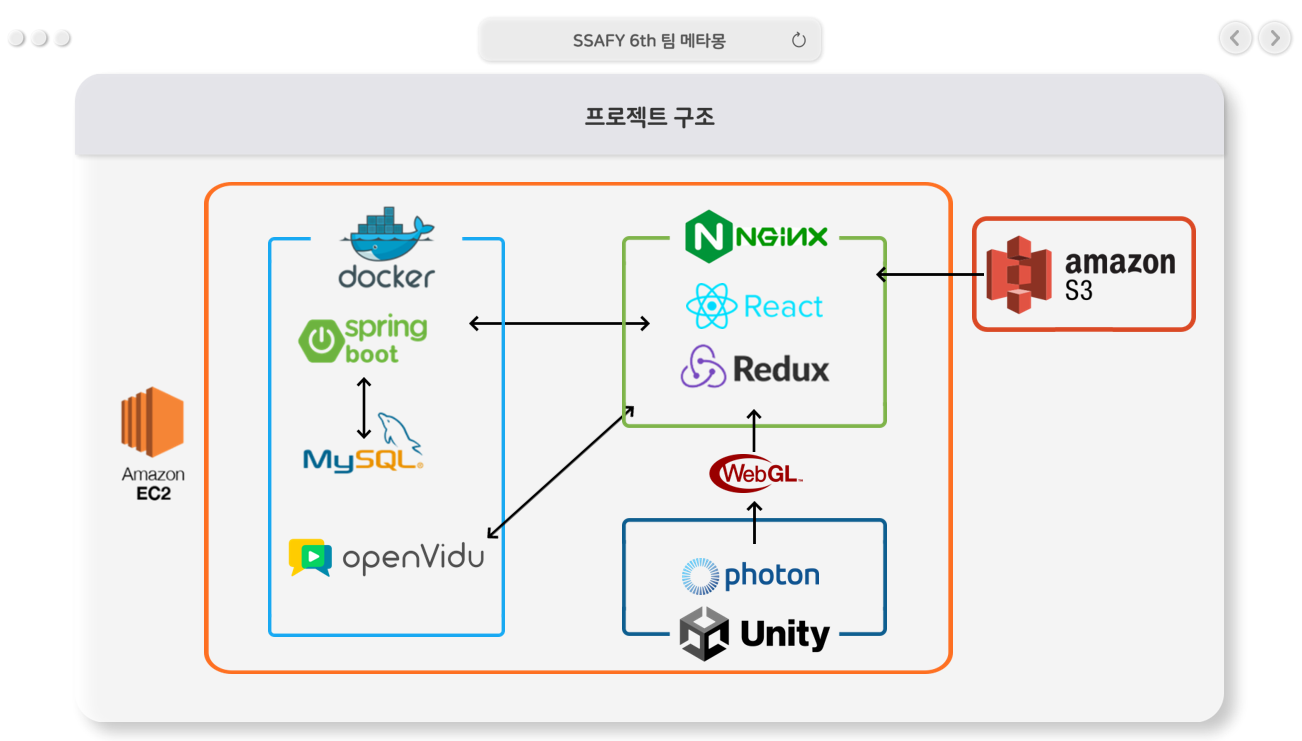 SSAFY 6th 팀 메타몽
프로젝트 구조
docker
spring
boot
MySQL®
openVidu
NGiNX
React
Redux
WebGL™
photon
Unity
amazon
S3
Amazon
EC2